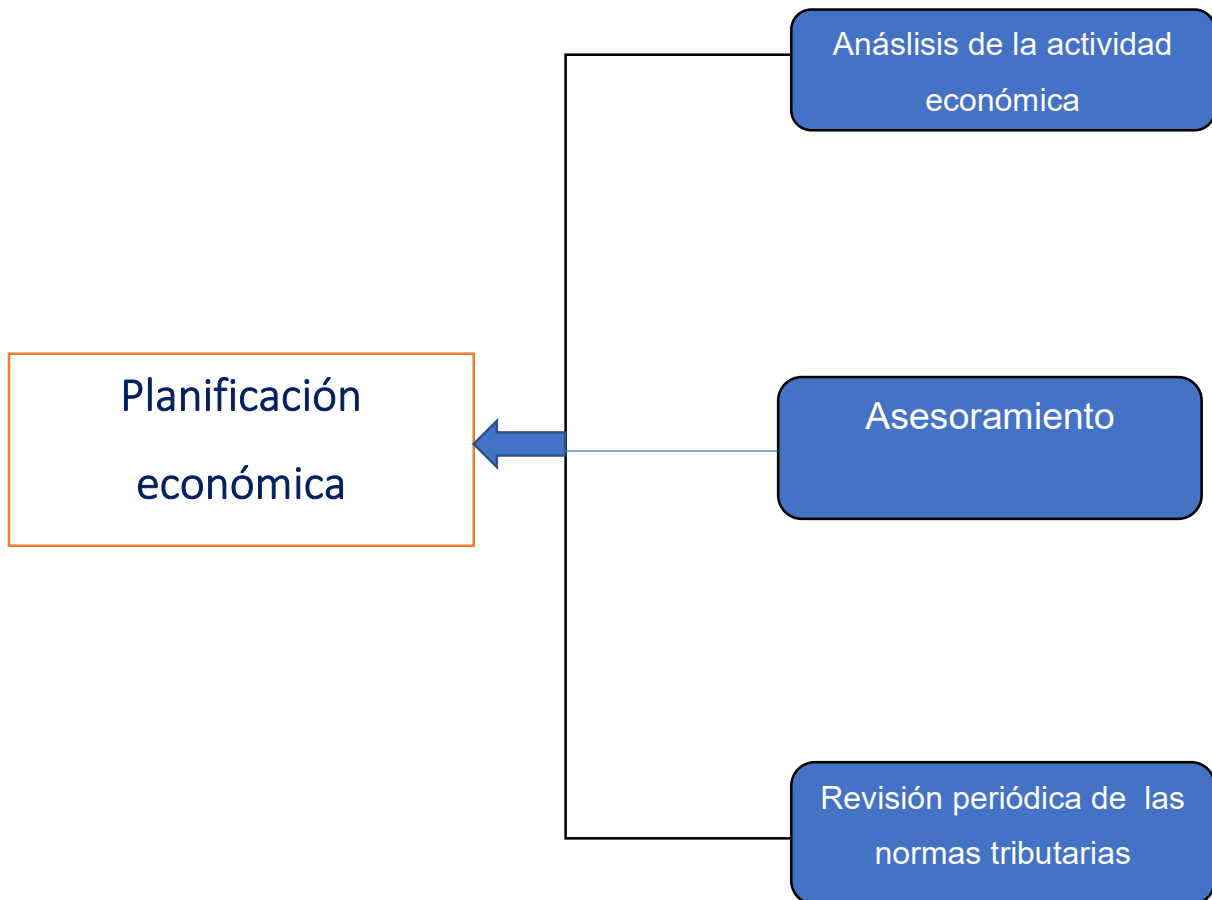 Anáslisis de la actividad
económica
Planificación
económica
Asesoramiento
Revisión periódica de  las
normas tributarias